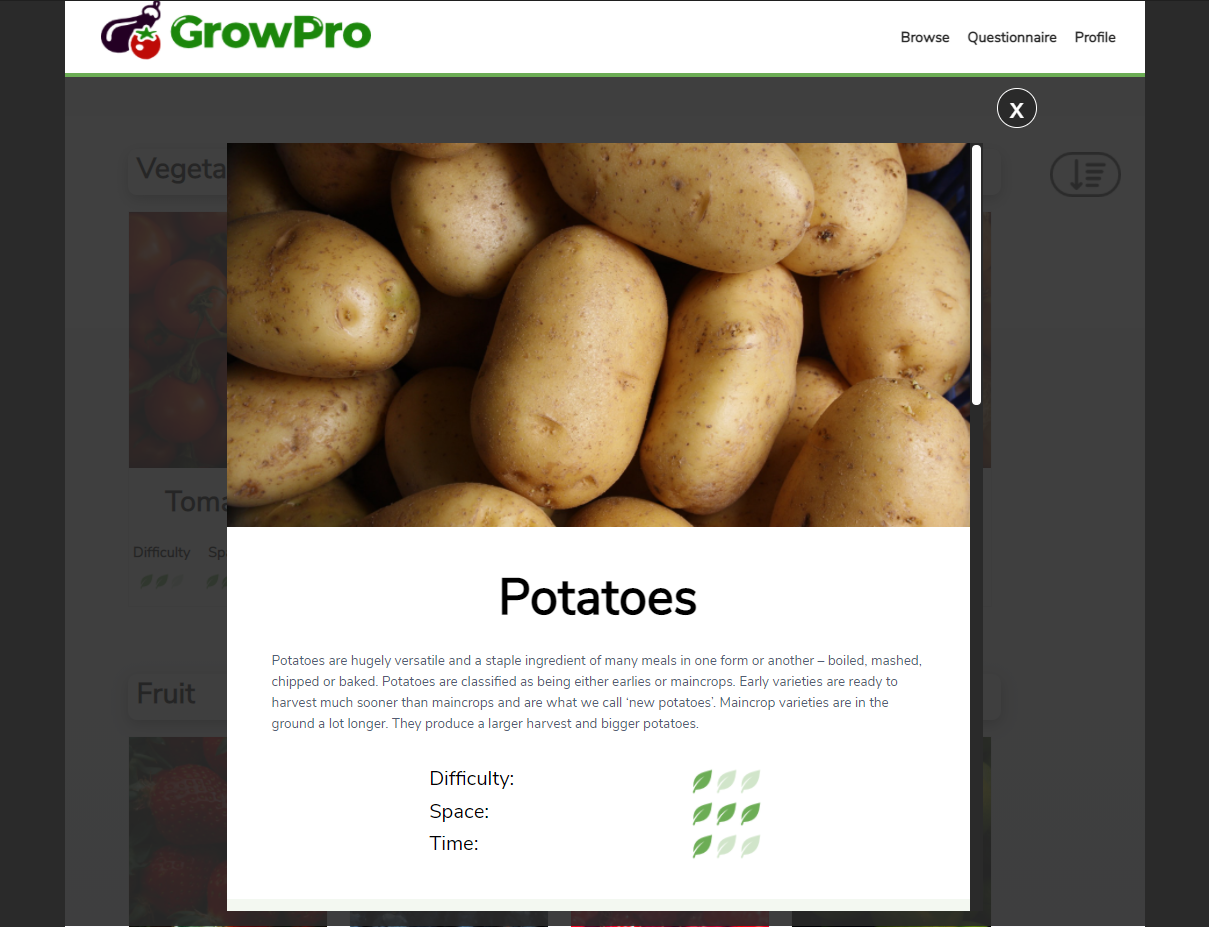 GrowPro
Browse Questionnaire Profile
X
Vegeta
Toma
Difficulty Sp
Potatoes
Potatoes are hugely versatile and a staple ingredient of many meals in one form or another – boiled, mashed,
chipped or baked. Potatoes are classified as being either earlies or maincrops. Early varieties are ready to
harvest much sooner than maincrops and are what we call ‘new potatoes’. Maincrop varieties are in the
ground a lot longer. They produce a larger harvest and bigger potatoes.
Fruit
Difficulty:
Space:
Time: